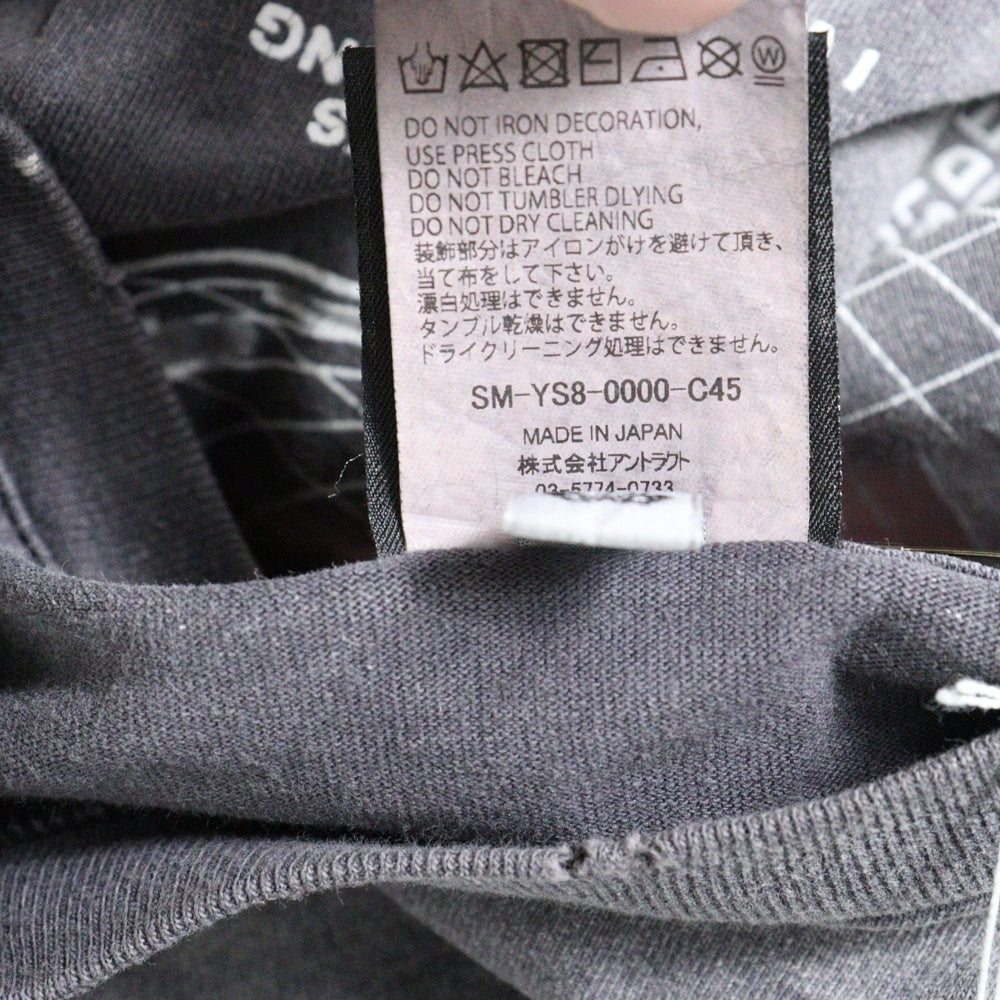 NG
S
W
DO NOT IRON DECORATION,
USE PRESS CLOTH
DO NOT BLEACH
DO NOT TUMBLER DLYING
DO NOT DRY CLEANING
装飾部分はアイロンがけを避けて頂き、
当て布をして下さい。
漂白処理はできません。
タンブル乾燥はできません。
ドライクリーニング処理はできません。
SM-YS8-0000-C45
MADE IN JAPAN
株式会社アントラクト
03-5774-0733